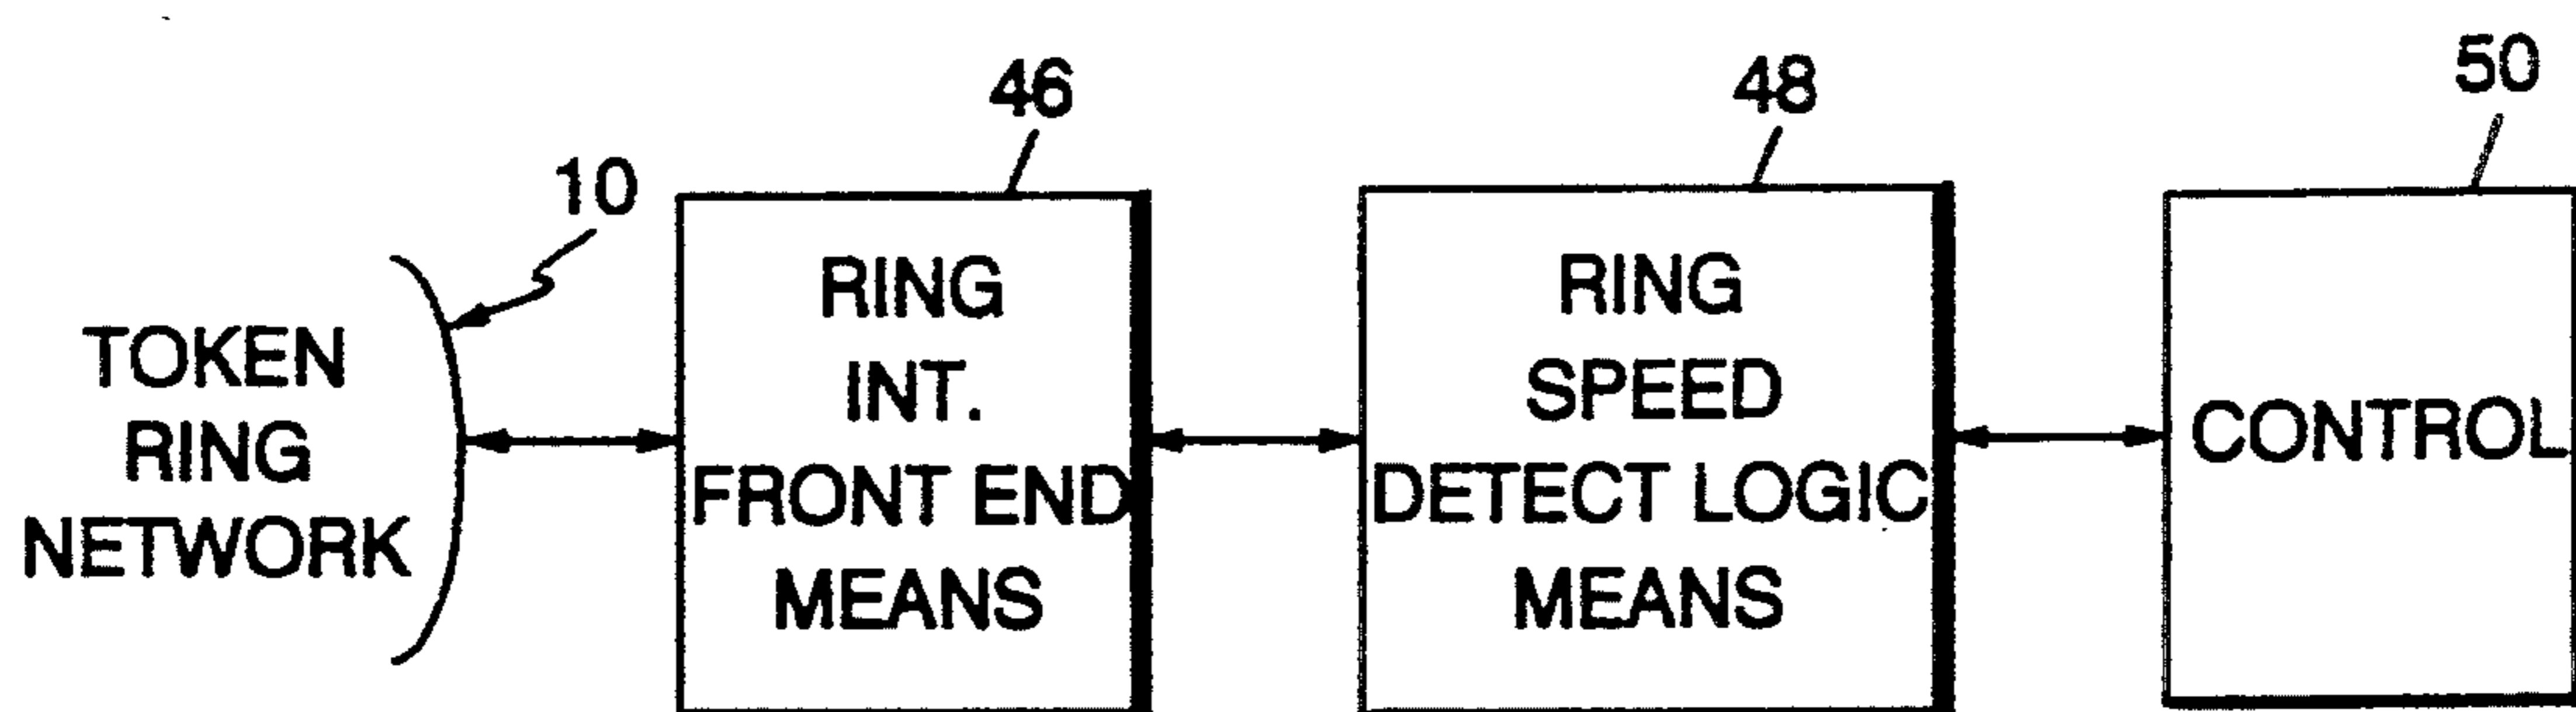 10
46
48
50
TOKEN
RING
NETWORK
RING
INT.
FRONT END
MEANS
RING
SPEED
DETECT LOGIC
MEANS
CONTROL